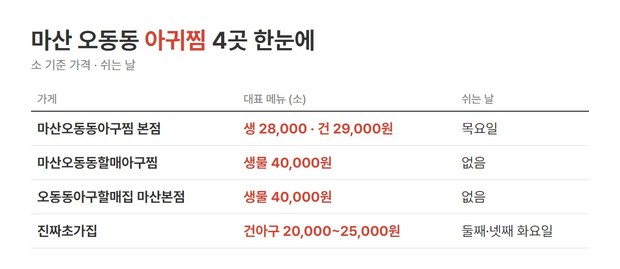 마산 오동동 아귀찜 4곳 한눈에
소 기준 가격 · 쉬는 날
가게 대표 메뉴 (소) 쉬는 날
마산오동동아구찜 본점 생 28,000 · 건 29,000원 목요일
마산오동동할매아구찜 생물 40,000원 없음
오동동아구할매집 마산본점 생물 40,000원 없음
진짜초가집 건아구 20,000~25,000원 둘째·넷째 화요일